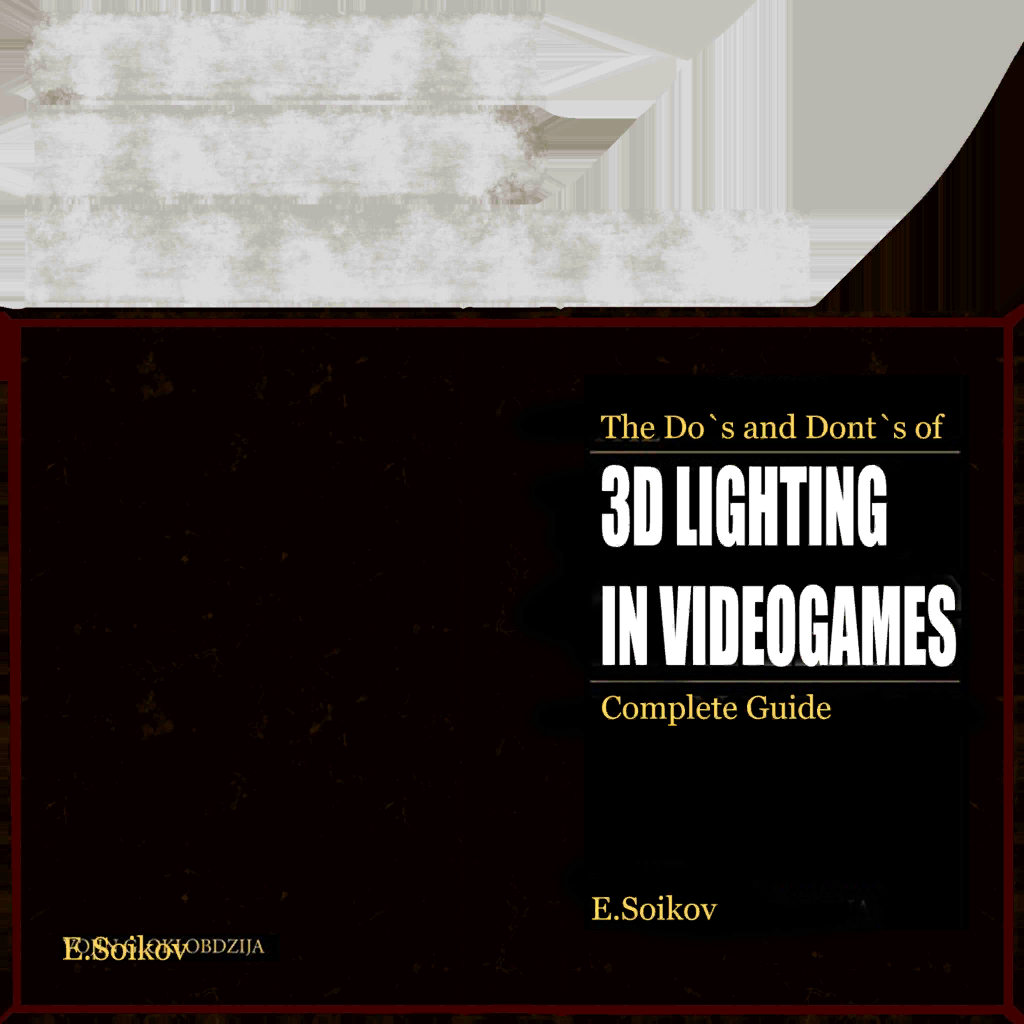 The Do`s and Dont`s of
3D LIGHTING
IN VIDEOGAMES
Complete Guide
E.Soikov
E.Soikov